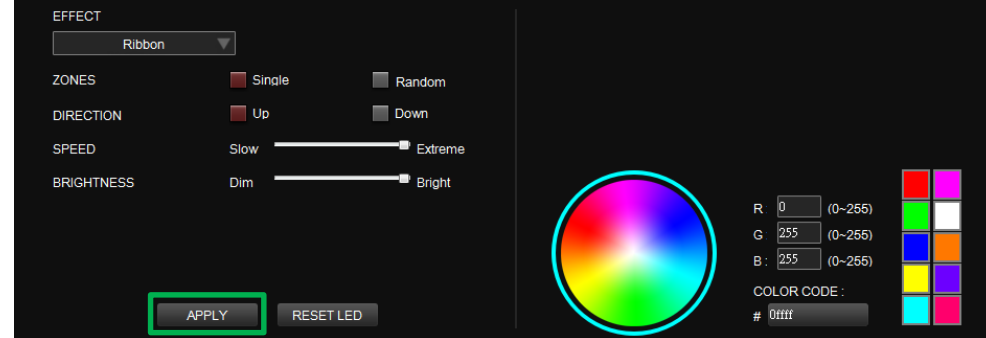 EFFECT
Ribbon
ZONES Single Random
DIRECTION Up Down
SPEED Slow Extreme
BRIGHTNESS Dim Bright
APPLY RESET LED
R: 0 (0~255)
G: 255 (0~255)
B: 255 (0~255)
COLOR CODE :
# 0ffff